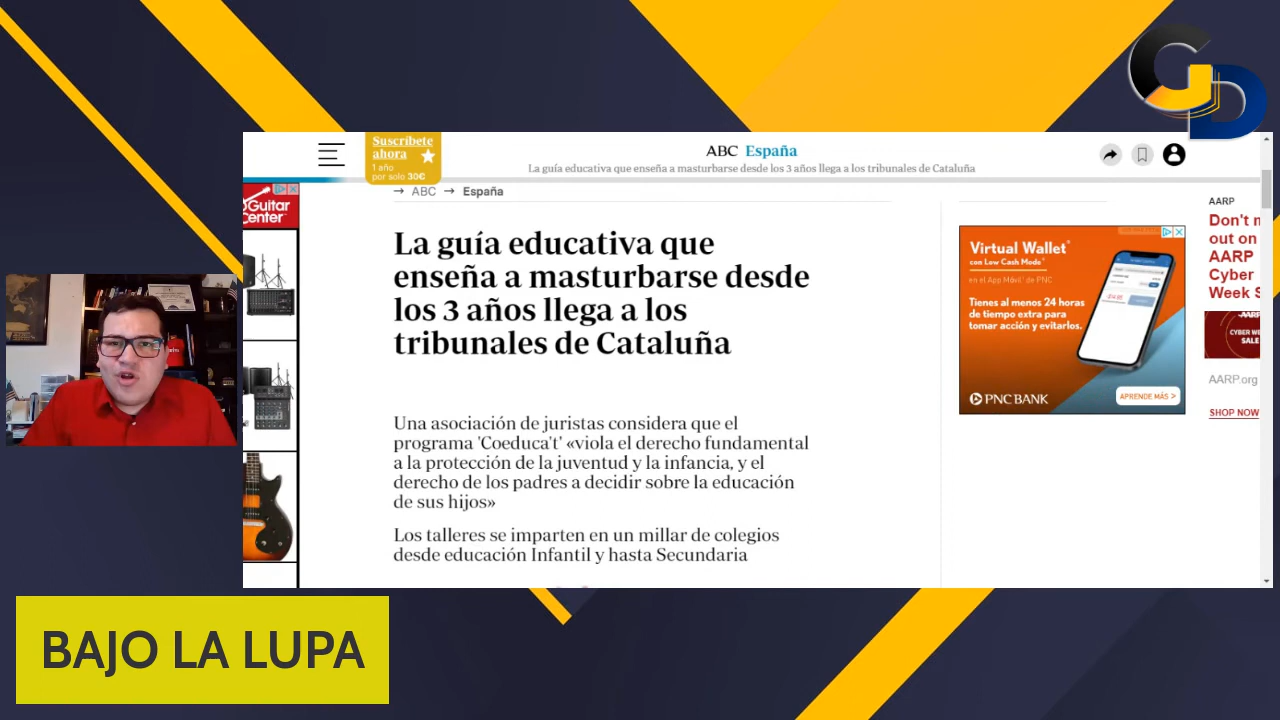 GD
Suscríbete
ahora
1 año
por solo 30€
ABC España
La guía educativa que enseña a masturbarse desde los 3 años llega a los tribunales de Cataluña
→ ABC → España
Guitar
Center
La guía educativa que
enseña a masturbarse desde
los 3 años llega a los
tribunales de Cataluña
Una asociación de juristas considera que el
programa 'Coeduca't' «viola el derecho fundamental
a la protección de la juventud y la infancia, y el
derecho de los padres a decidir sobre la educación
de sus hijos»
Los talleres se imparten en un millar de colegios
desde educación Infantil y hasta Secundaria
Virtual Wallet®
con Low Cash Mode®
en el App Móvil* de PNC
Tienes al menos 24 horas
de tiempo extra para
tomar acción y evitarlos.
PNC BANK
APRENDE MÁS >
AARP
Don't m
out on
AARP
Cyber
Week S
AARP
CYBER WE
SALE
AARP.org
SHOP NOW
BAJO LA LUPA